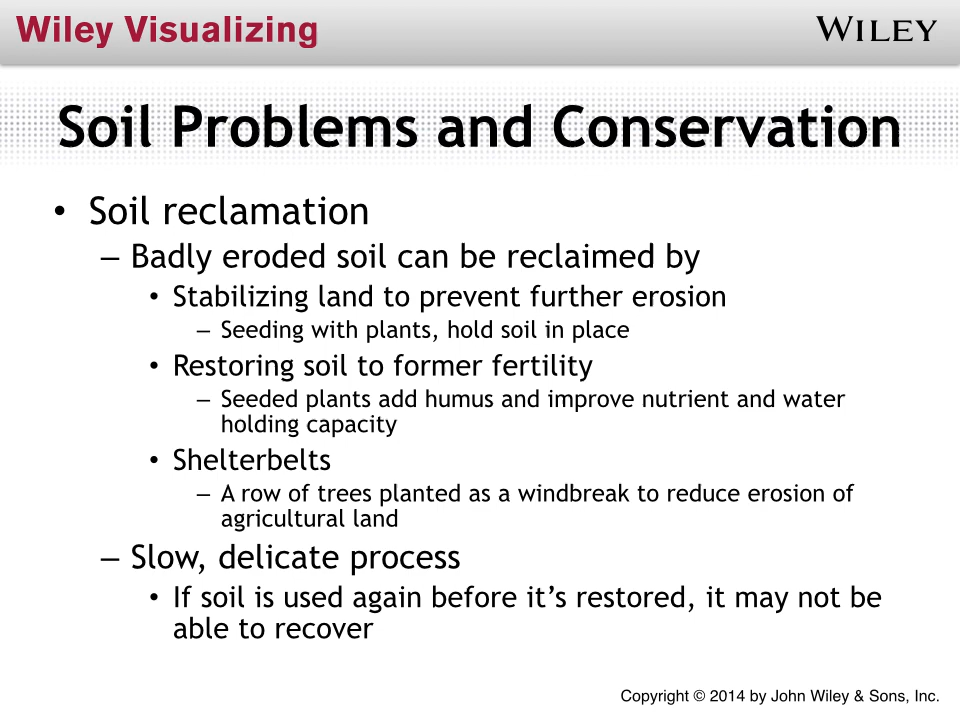 Wiley Visualizing
WILEY
Soil Problems and Conservation
• Soil reclamation
– Badly eroded soil can be reclaimed by
• Stabilizing land to prevent further erosion
– Seeding with plants, hold soil in place
• Restoring soil to former fertility
– Seeded plants add humus and improve nutrient and water
holding capacity
• Shelterbelts
– A row of trees planted as a windbreak to reduce erosion of
agricultural land
– Slow, delicate process
• If soil is used again before it’s restored, it may not be
able to recover
Copyright © 2014 by John Wiley & Sons, Inc.